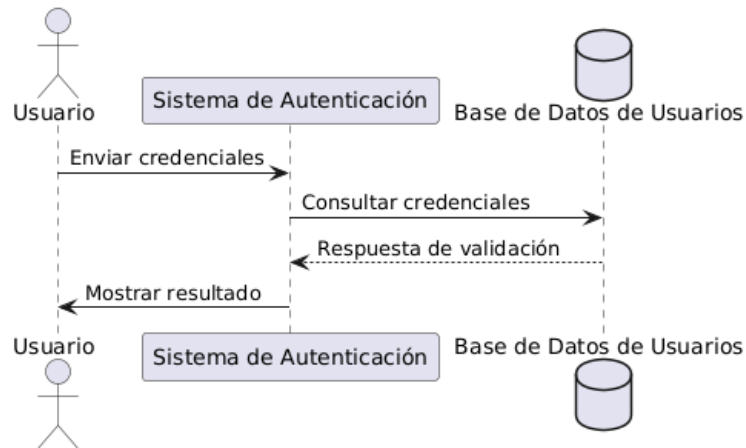 Usuario
Sistema de Autenticación
Base de Datos de Usuarios
Enviar credenciales
Consultar credenciales
Respuesta de validación
Mostrar resultado
Usuario
Sistema de Autenticación
Base de Datos de Usuarios